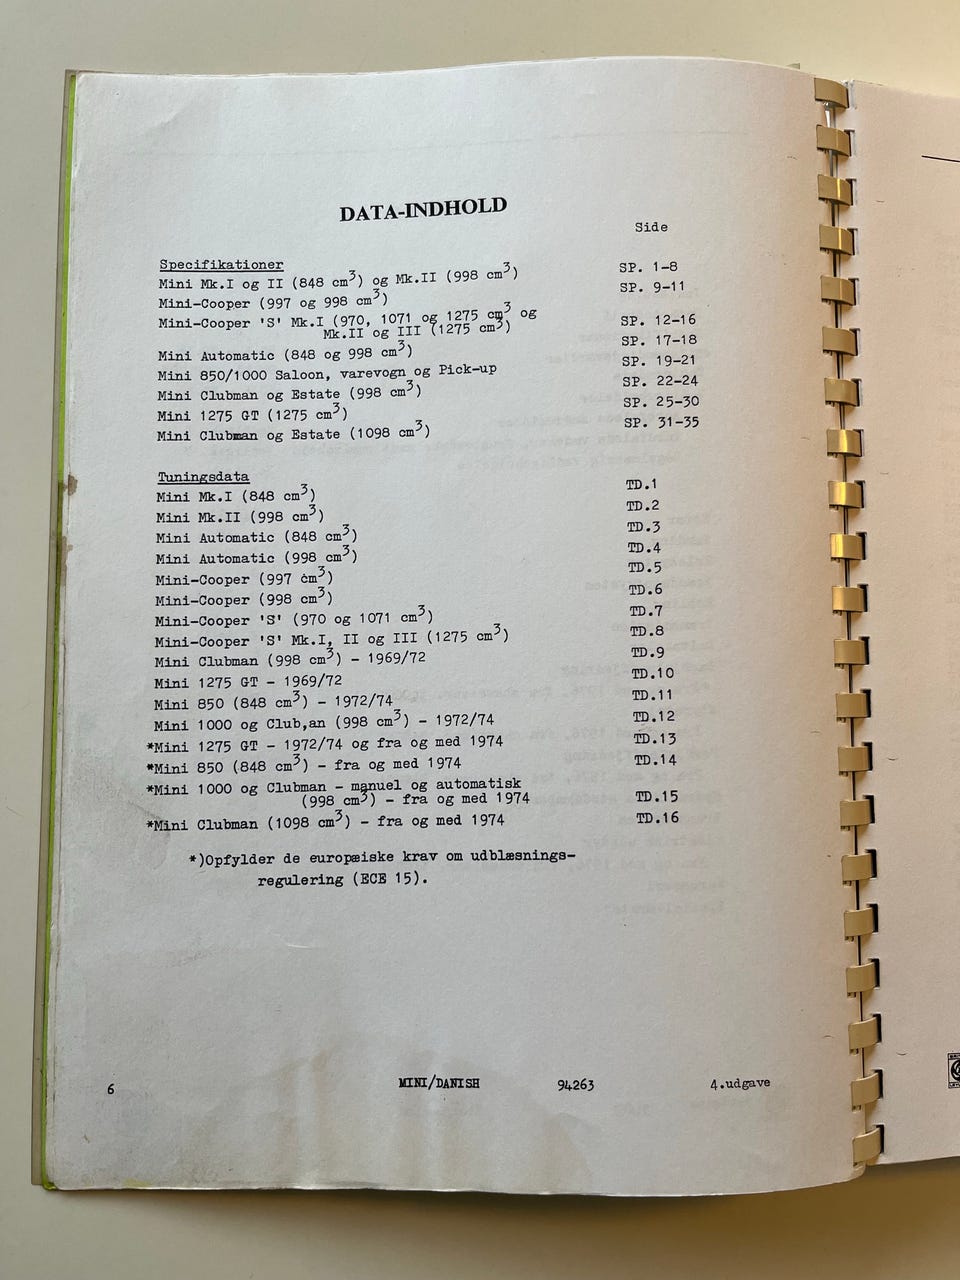 DATA-INDHOLD
Side
Specifikationer
Mini Mk.I og II (848 cm³) og Mk.II (998 cm³) SP. 1-8
Mini-Cooper (997 og 998 cm³) SP. 9-11
Mini-Cooper 'S' Mk.I (970, 1071 og 1275 cm³ og
Mk.II og III (1275 cm³) SP. 12-16
Mini Automatic (848 og 998 cm³) SP. 17-18
Mini 850/1000 Saloon, varevogn og Pick-up SP. 19-21
Mini Clubman og Estate (998 cm³) SP. 22-24
Mini 1275 GT (1275 cm³) SP. 25-30
Mini Clubman og Estate (1098 cm³) SP. 31-35
Tuningsdata
Mini Mk.I (848 cm³) TD.1
Mini Mk.II (998 cm³) TD.2
Mini Automatic (848 cm³) TD.3
Mini Automatic (998 cm³) TD.4
Mini-Cooper (997 cm³) TD.5
Mini-Cooper (998 cm³) TD.6
Mini-Cooper 'S' (970 og 1071 cm³) TD.7
Mini-Cooper 'S' Mk.I, II og III (1275 cm³) TD.8
Mini Clubman (998 cm³) - 1969/72 TD.9
Mini 1275 GT - 1969/72 TD.10
Mini 850 (848 cm³) - 1972/74 TD.11
Mini 1000 og Club,an (998 cm³) - 1972/74 TD.12
*Mini 1275 GT - 1972/74 og fra og med 1974 TD.13
*Mini 850 (848 cm³) - fra og med 1974 TD.14
*Mini 1000 og Clubman - manuel og automatisk
(998 cm³) - fra og med 1974 TD.15
*Mini Clubman (1098 cm³) - fra og med 1974 TD.16
*)Opfylder de europæiske krav om udblæsnings-
regulering (ECE 15).
6 MINI/DANISH 94263 4.udgave